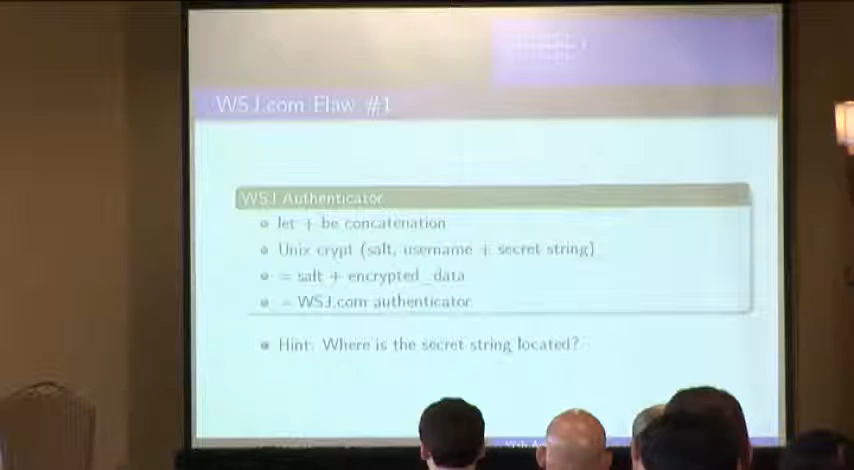 WSJ.com Flaw #1
WSJ Authenticator
let + be concatenation
Unix crypt (salt, username + secret string)
= salt + encrypted_data
= WSJ.com authenticator
Hint: Where is the secret string located?